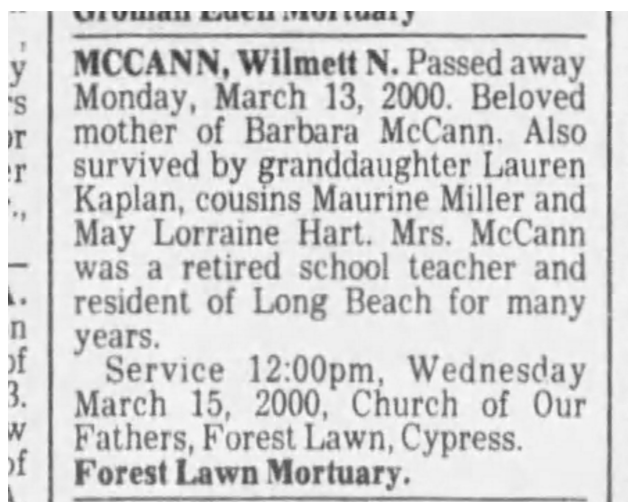 Groman Eden Mortuary
MCCANN, Wilmett N. Passed away
Monday, March 13, 2000. Beloved
mother of Barbara McCann. Also
survived by granddaughter Lauren
Kaplan, cousins Maurine Miller and
May Lorraine Hart. Mrs. McCann
was a retired school teacher and
resident of Long Beach for many
years.
Service 12:00pm, Wednesday
March 15, 2000, Church of Our
Fathers, Forest Lawn, Cypress.
Forest Lawn Mortuary.